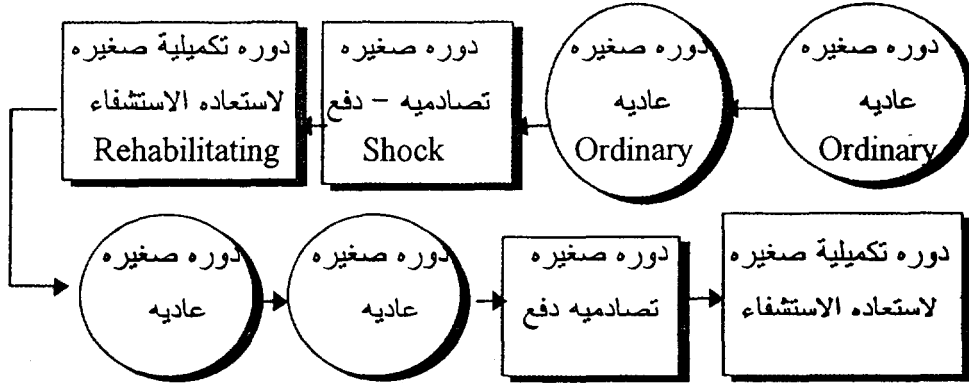 دوره صغيره
عاديه
Ordinary
دوره صغيره
عاديه
Ordinary
دوره صغيره
تصادميه – دفع
Shock
دوره تكميلية صغيره
لاستعاده الاستشفاء
Rehabilitating
دوره صغيره
عاديه
دوره صغيره
عاديه
دوره صغيره
تصادميه دفع
دوره تكميلية صغيره
لاستعاده الاستشفاء